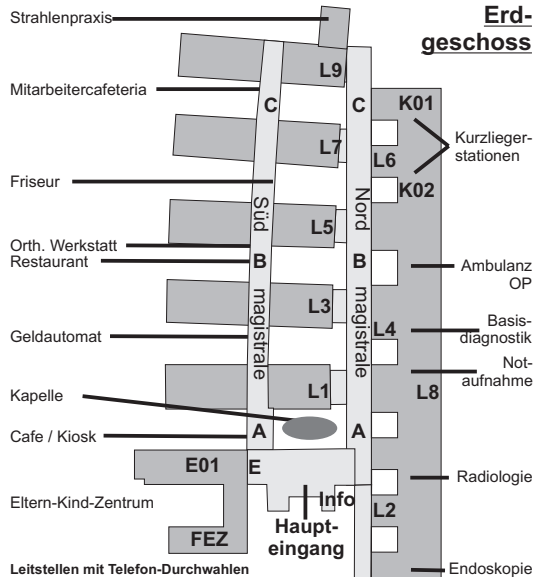 Erd-
geschoss
Strahlenpraxis
L9
Mitarbeitercafeteria
C
C
K01
L7
L6
Kurzlieger-
stationen
K02
Friseur
Süd
Nord
L5
Orth. Werkstatt
Restaurant
B
B
Ambulanz
OP
magistrale
magistrale
L3
L4
Basis-
diagnostik
Geldautomat
Not-
aufnahme
L1
L8
Kapelle
Cafe / Kiosk
A
A
E01
E
Radiologie
Eltern-Kind-Zentrum
Info
L2
Haupt-
eingang
FEZ
Leitstellen mit Telefon-Durchwahlen
Endoskopie